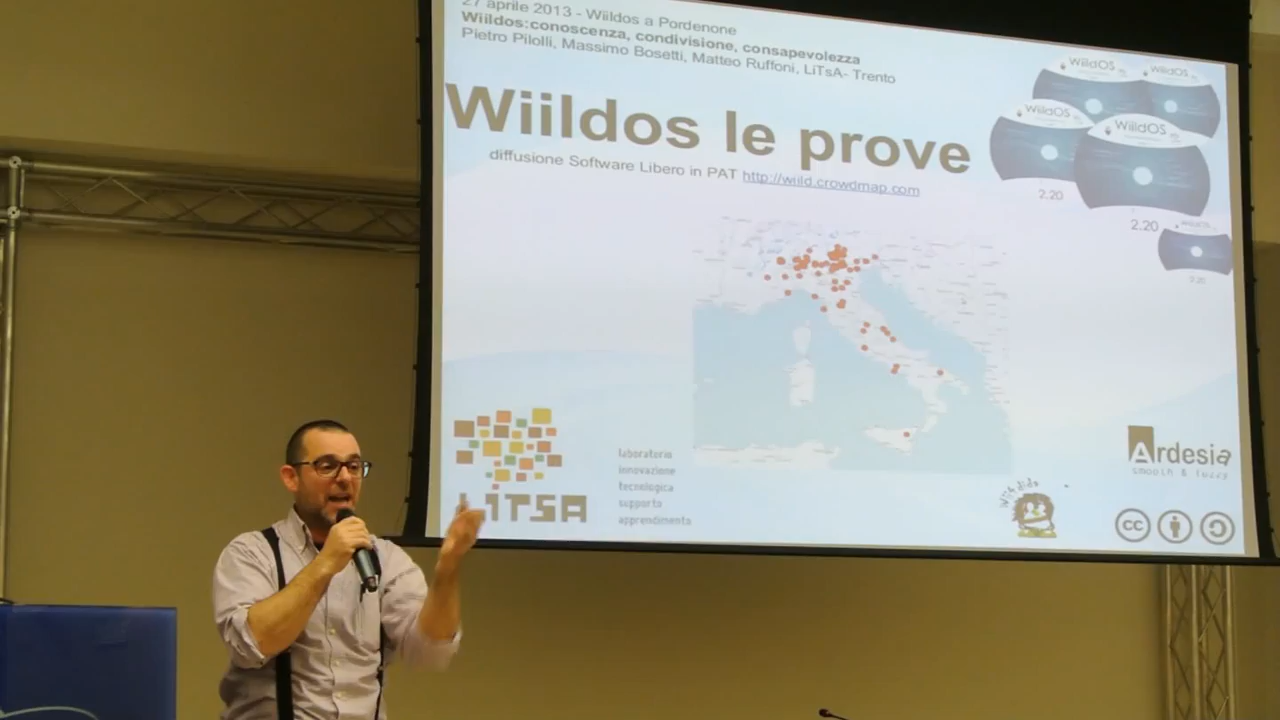 27 aprile 2013 - Wiildos a Pordenone
Wiildos:conoscenza, condivisione, consapevolezza
Pietro Pilolli, Massimo Bosetti, Matteo Ruffoni, LiTsA- Trento
Wiildos le prove
diffusione Software Libero in PAT http://wiild.crowdmap.com
WiildOS
WiildOS
WiildOS
WiildOS
2.20
2.20
WiildOS
LiTSA
laboratorio
innovazione
tecnologica
supporto
apprendimento
Ardesia
smooth & fuzzy
cc